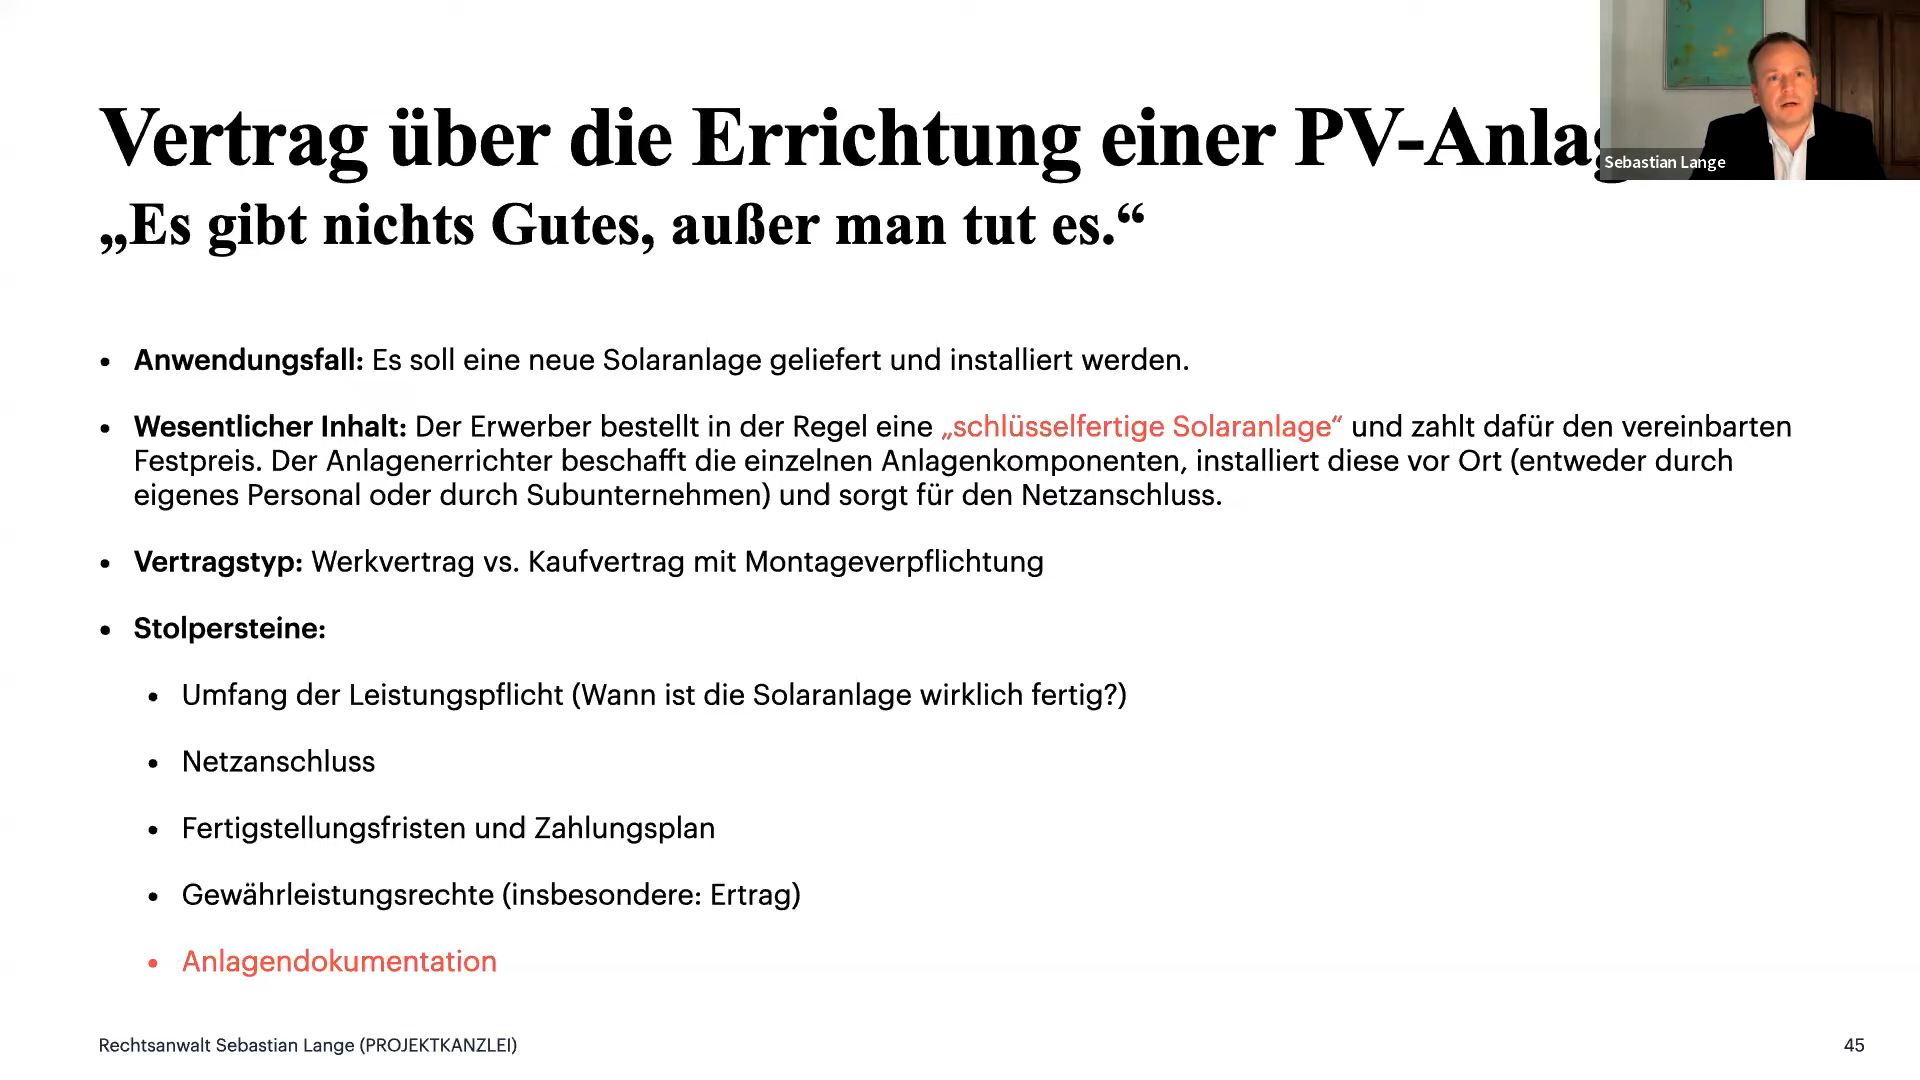 Vertrag über die Errichtung einer PV-Anlag
Sebastian Lange
„Es gibt nichts Gutes, außer man tut es.“
• Anwendungsfall: Es soll eine neue Solaranlage geliefert und installiert werden.
• Wesentlicher Inhalt: Der Erwerber bestellt in der Regel eine „schlüsselfertige Solaranlage“ und zahlt dafür den vereinbarten
Festpreis. Der Anlagenerrichter beschafft die einzelnen Anlagenkomponenten, installiert diese vor Ort (entweder durch
eigenes Personal oder durch Subunternehmen) und sorgt für den Netzanschluss.
• Vertragstyp: Werkvertrag vs. Kaufvertrag mit Montageverpflichtung
• Stolpersteine:
• Umfang der Leistungspflicht (Wann ist die Solaranlage wirklich fertig?)
• Netzanschluss
• Fertigstellungsfristen und Zahlungsplan
• Gewährleistungsrechte (insbesondere: Ertrag)
• Anlagendokumentation
Rechtsanwalt Sebastian Lange (PROJEKTKANZLEI)
45